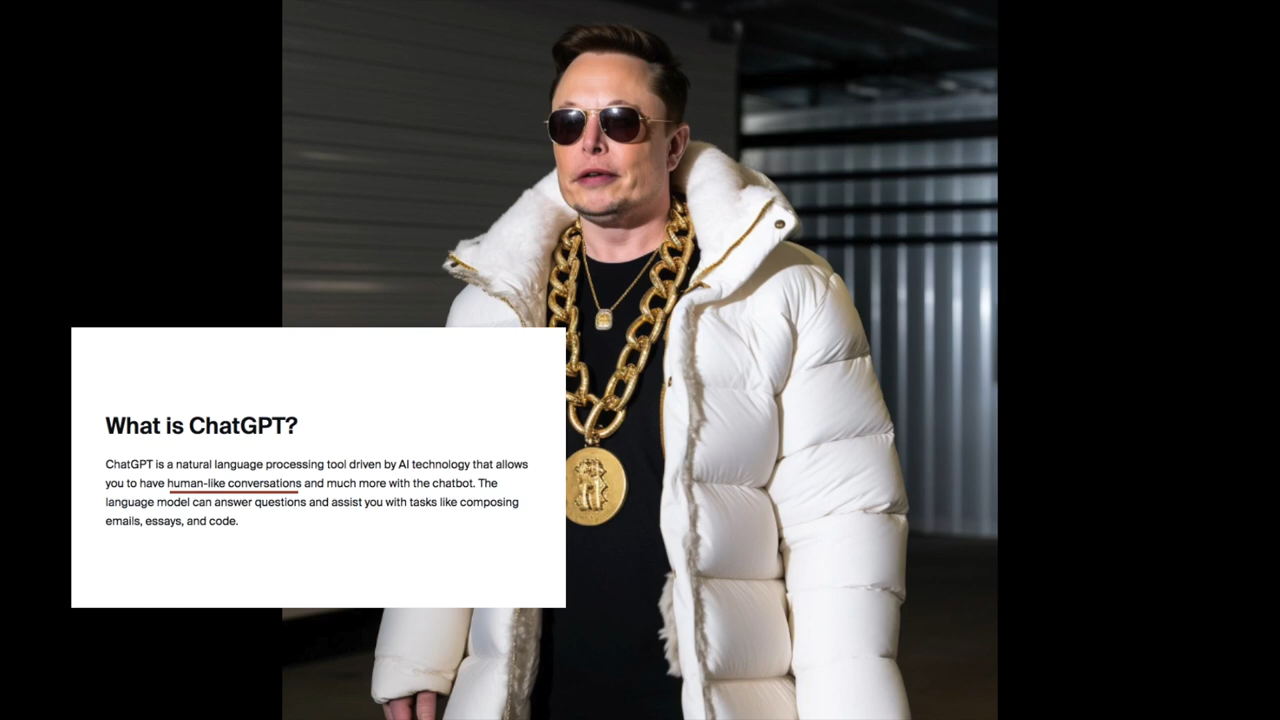 What is ChatGPT?
ChatGPT is a natural language processing tool driven by AI technology that allows
you to have human-like conversations and much more with the chatbot. The
language model can answer questions and assist you with tasks like composing
emails, essays, and code.